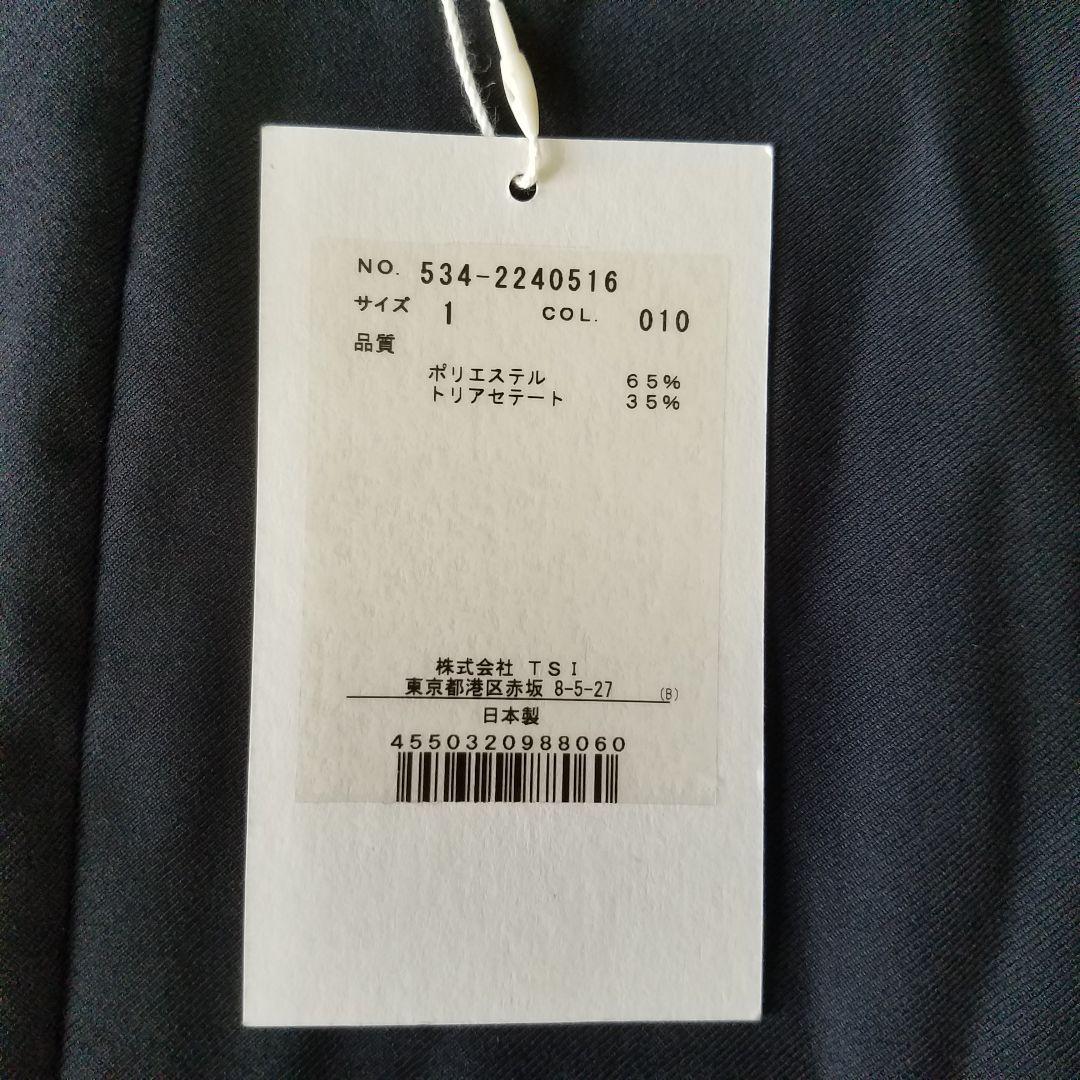 NO. 534-2240516
サイズ 1 COL. 010
品質
ポリエステル 65%
トリアセテート 35%
株式会社 TSI
東京都港区赤坂 8-5-27 (B)
日本製
4550320988060